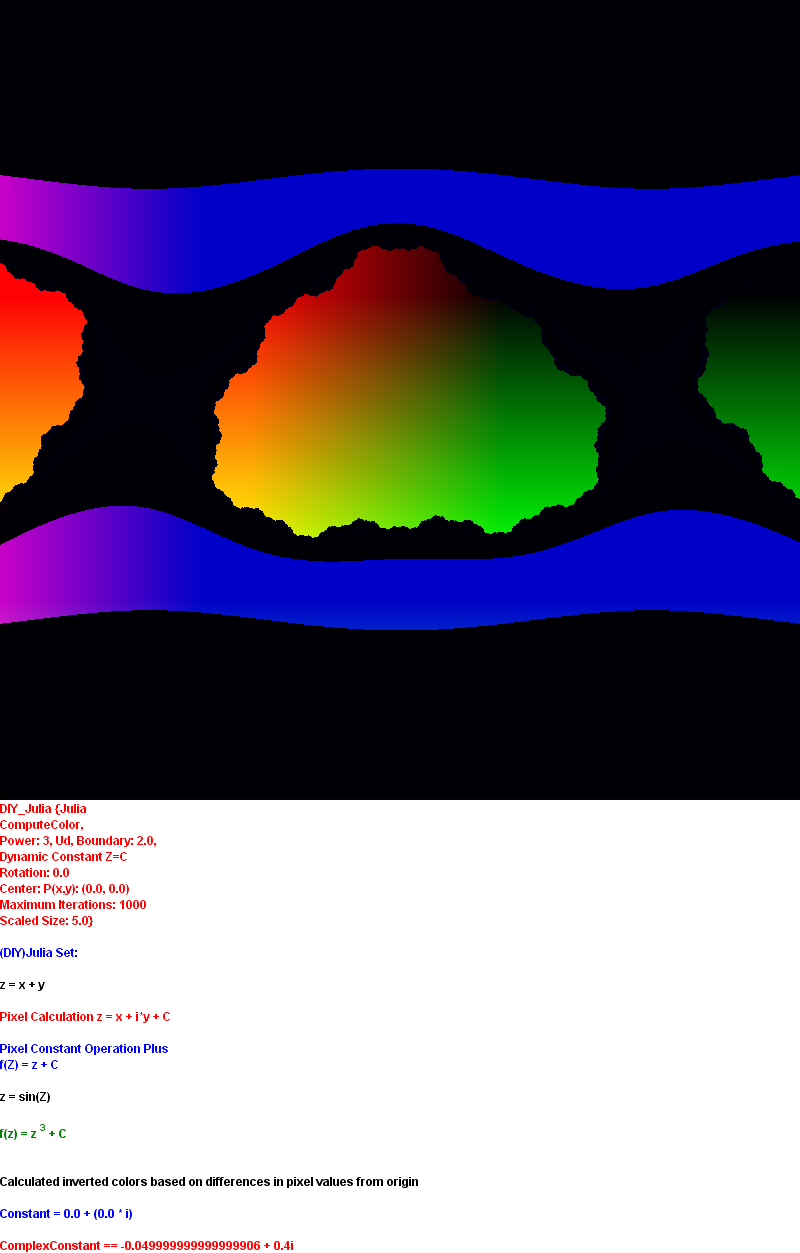 DIY_Julia {Julia
ComputeColor,
Power: 3, Ud, Boundary: 2.0,
Dynamic Constant Z=C
Rotation: 0.0
Center: P(x,y): (0.0, 0.0)
Maximum Iterations: 1000
Scaled Size: 5.0}
(DIY)Julia Set:
z = x + y
Pixel Calculation z = x + i*y + C
Pixel Constant Operation Plus
f(Z) = z + C
z = sin(Z)
f(z) = z ³ + C
Calculated inverted colors based on differences in pixel values from origin
Constant = 0.0 + (0.0 * i)
ComplexConstant == -0.049999999999999906 + 0.4i